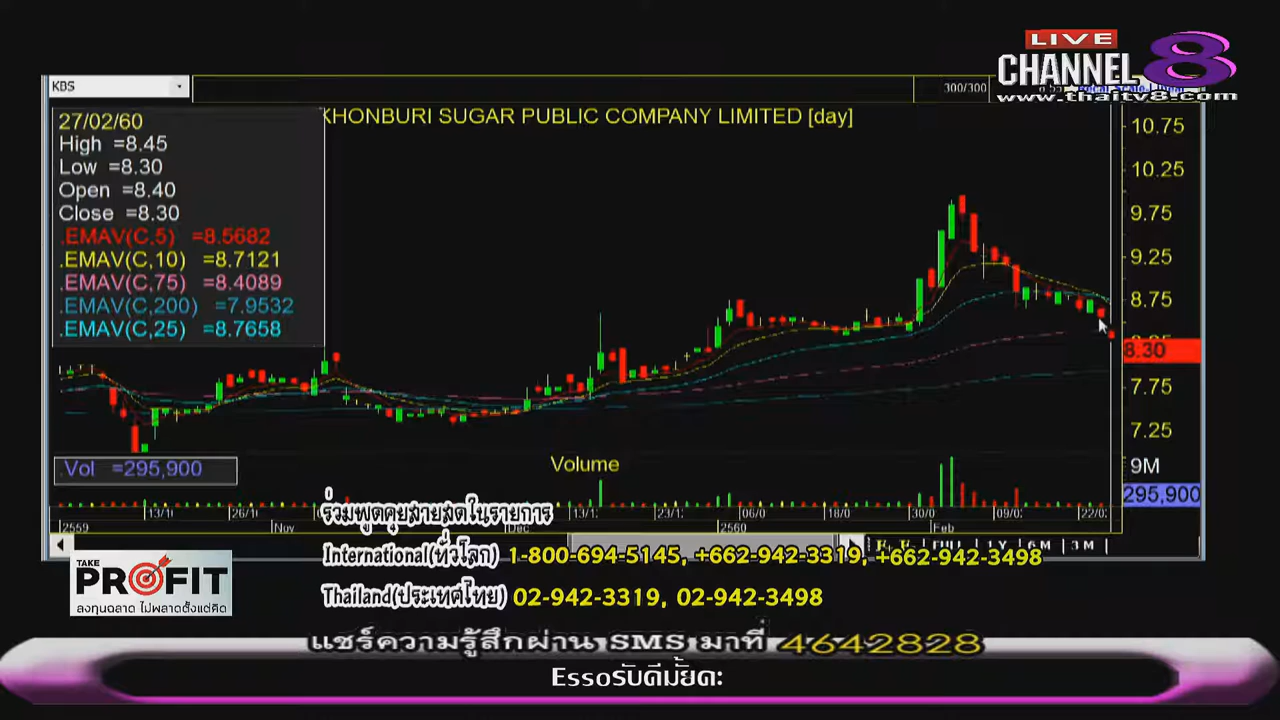 LIVE
CHANNEL 8
www.thaitv8.com
KBS
300/300
KHONBURI SUGAR PUBLIC COMPANY LIMITED [day]
27/02/60
High =8.45
Low =8.30
Open =8.40
Close =8.30
.EMAV(C,5) =8.5682
.EMAV(C,10) =8.7121
.EMAV(C,75) =8.4089
.EMAV(C,200) =7.9532
.EMAV(C,25) =8.7658
10.75
10.25
9.75
9.25
8.75
8.30
7.75
7.25
.Vol =295,900
Volume
9M
295,900
13/1
26/1
13/1
23/1
06/0
18/0
30/0
09/0
22/0
2559
Nov
Dec
2560
Feb
1 Y
6 M
3 M
ร่วมพูดคุยสายสดในรายการ
International(ทั่วโลก) 1-800-694-5145, +662-942-3319, +662-942-3498
Thailand(ประเทศไทย) 02-942-3319, 02-942-3498
TAKE
PROFIT
ลงทุนฉลาด ไม่พลาดตั้งแต่คิด
แชร์ความรู้สึกผ่าน SMS มาที่ 4642828
Essoรับดีมั้ยคะ